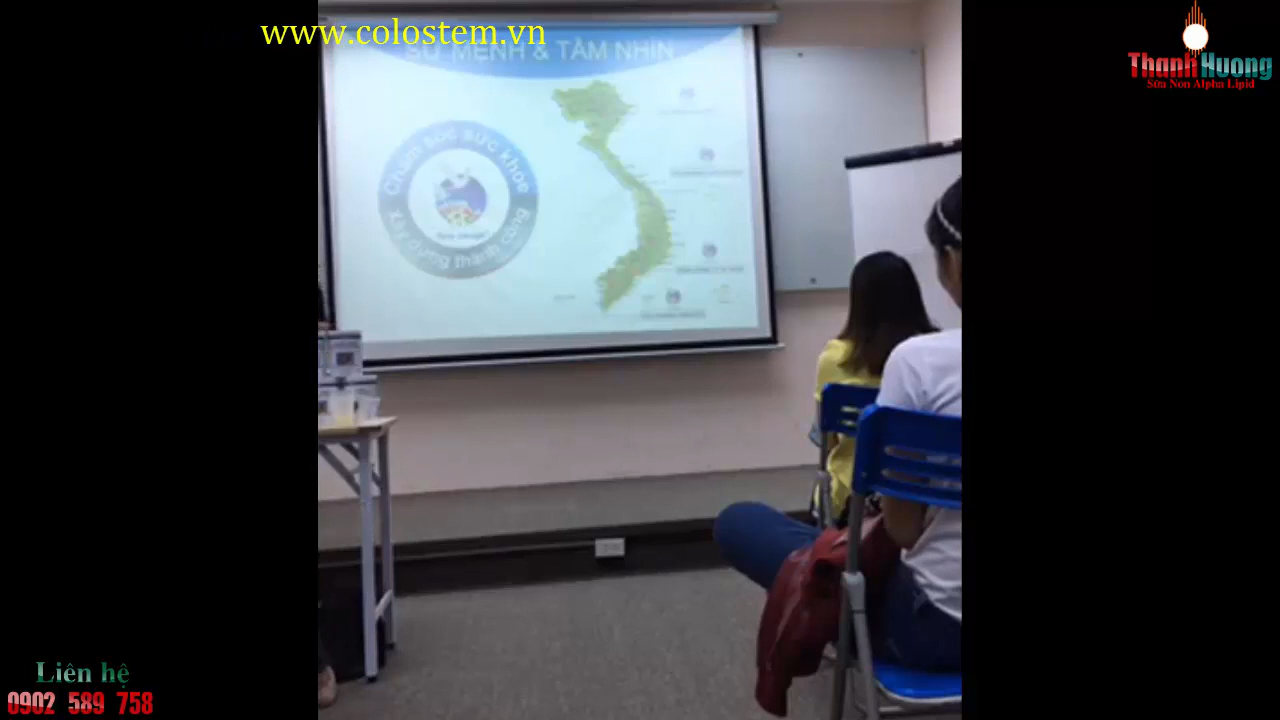 www.colostem.vn
SỨ MỆNH & TẦM NHÌN
Thanh Huong
Sữa Non Alpha Lipid
Chăm sóc sức khỏe
Xây dựng thành công
Liên hệ
0902 589 758